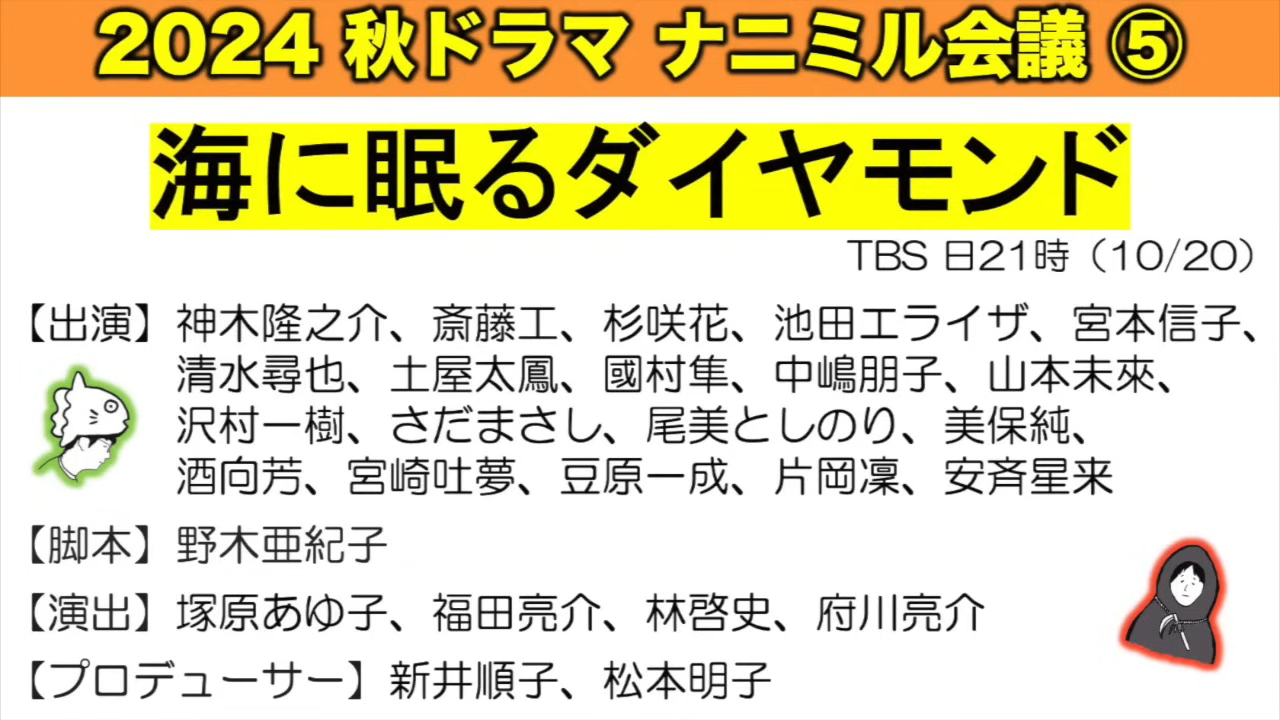 2024 秋ドラマ ナニミル会議 ⑤
海に眠るダイヤモンド
TBS 日21時（10/20）
【出演】神木隆之介、斎藤工、杉咲花、池田エライザ、宮本信子、
清水尋也、土屋太鳳、國村隼、中嶋朋子、山本未來、
沢村一樹、さだまさし、尾美としのり、美保純、
酒向芳、宮崎吐夢、豆原一成、片岡凜、安斉星来
【脚本】野木亜紀子
【演出】塚原あゆ子、福田亮介、林啓史、府川亮介
【プロデューサー】新井順子、松本明子